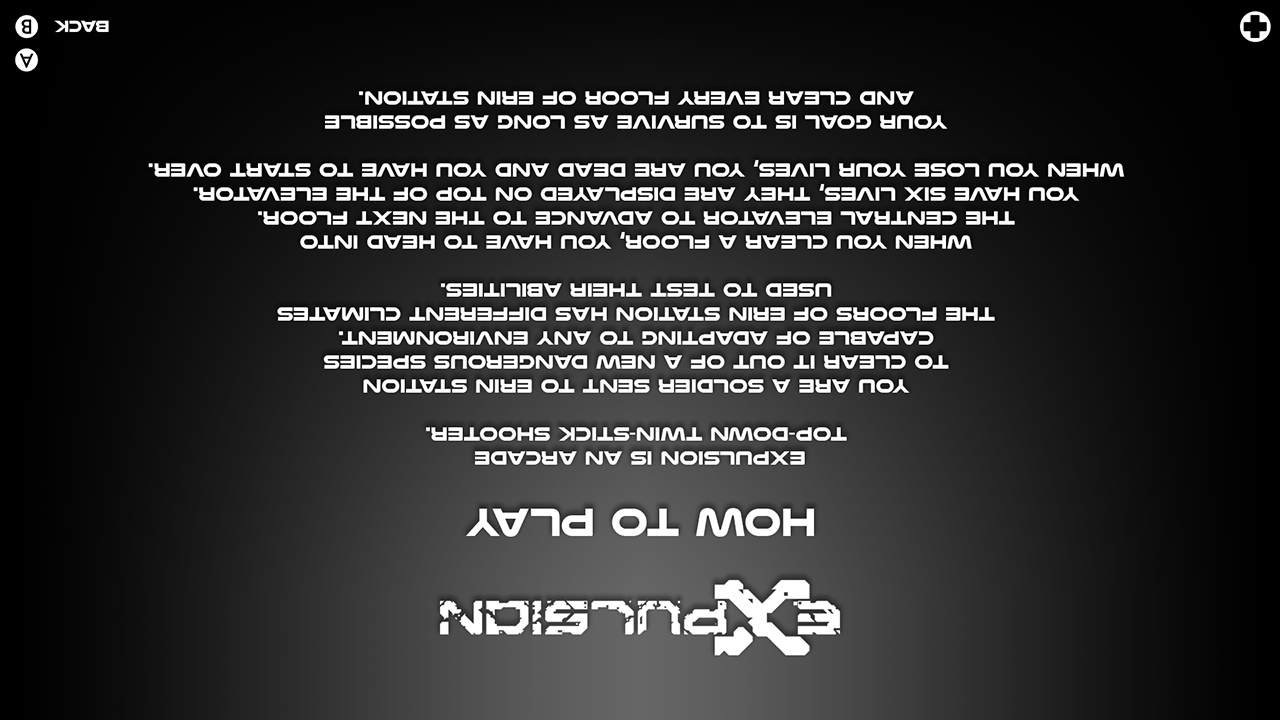 EXPULSION
HOW TO PLAY
EXPULSION IS AN ARCADE
TOP-DOWN TWIN-STICK SHOOTER.
YOU ARE A SOLDIER SENT TO ERIN STATION
TO CLEAR IT OUT OF A NEW DANGEROUS SPECIES
CAPABLE OF ADAPTING TO ANY ENVIRONMENT.
THE FLOORS OF ERIN STATION HAS DIFFERENT CLIMATES
USED TO TEST THEIR ABILITIES.
WHEN YOU CLEAR A FLOOR, YOU HAVE TO HEAD INTO
THE CENTRAL ELEVATOR TO ADVANCE TO THE NEXT FLOOR.
YOU HAVE SIX LIVES, THEY ARE DISPLAYED ON TOP OF THE ELEVATOR.
WHEN YOU LOSE YOUR LIVES, YOU ARE DEAD AND YOU HAVE TO START OVER.
YOUR GOAL IS TO SURVIVE AS LONG AS POSSIBLE
AND CLEAR EVERY FLOOR OF ERIN STATION.
A
BACK B